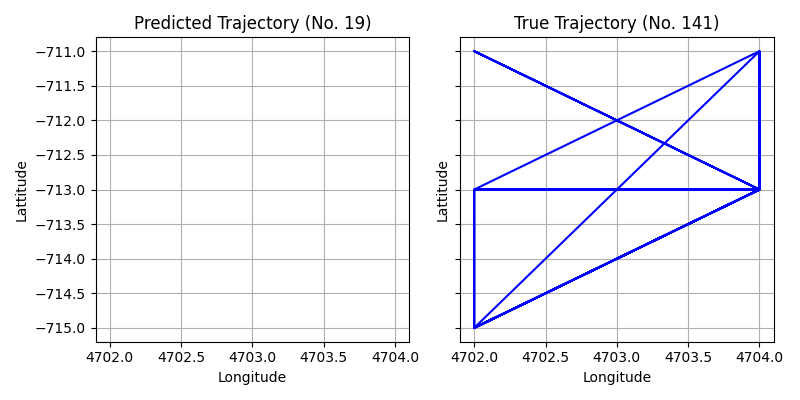 Predicted Trajectory (No. 19)
Lattitude
−711.0
−711.5
−712.0
−712.5
−713.0
−713.5
−714.0
−714.5
−715.0
4702.0 4702.5 4703.0 4703.5 4704.0
Longitude
True Trajectory (No. 141)
Lattitude
4702.0 4702.5 4703.0 4703.5 4704.0
Longitude